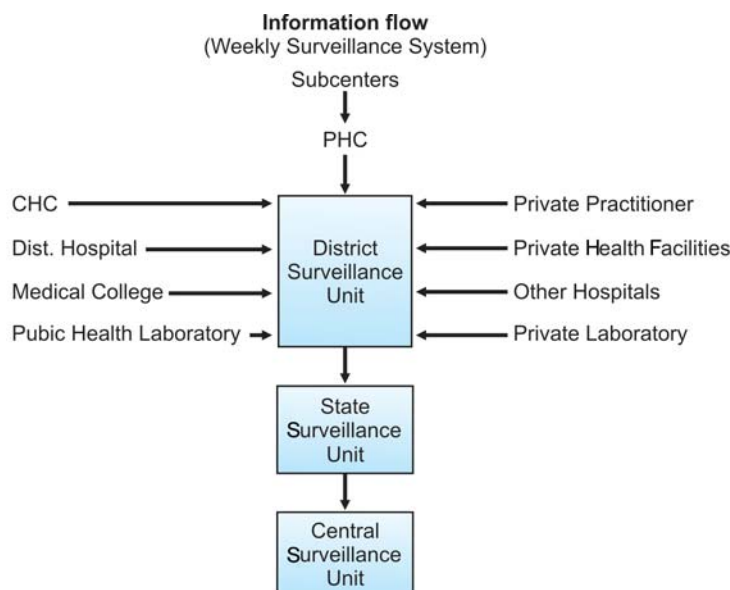 Information flow
(Weekly Surveillance System)
Subcenters
PHC
CHC
Dist. Hospital
Medical College
Pubic Health Laboratory
District
Surveillance
Unit
Private Practitioner
Private Health Facilities
Other Hospitals
Private Laboratory
State
Surveillance
Unit
Central
Surveillance
Unit